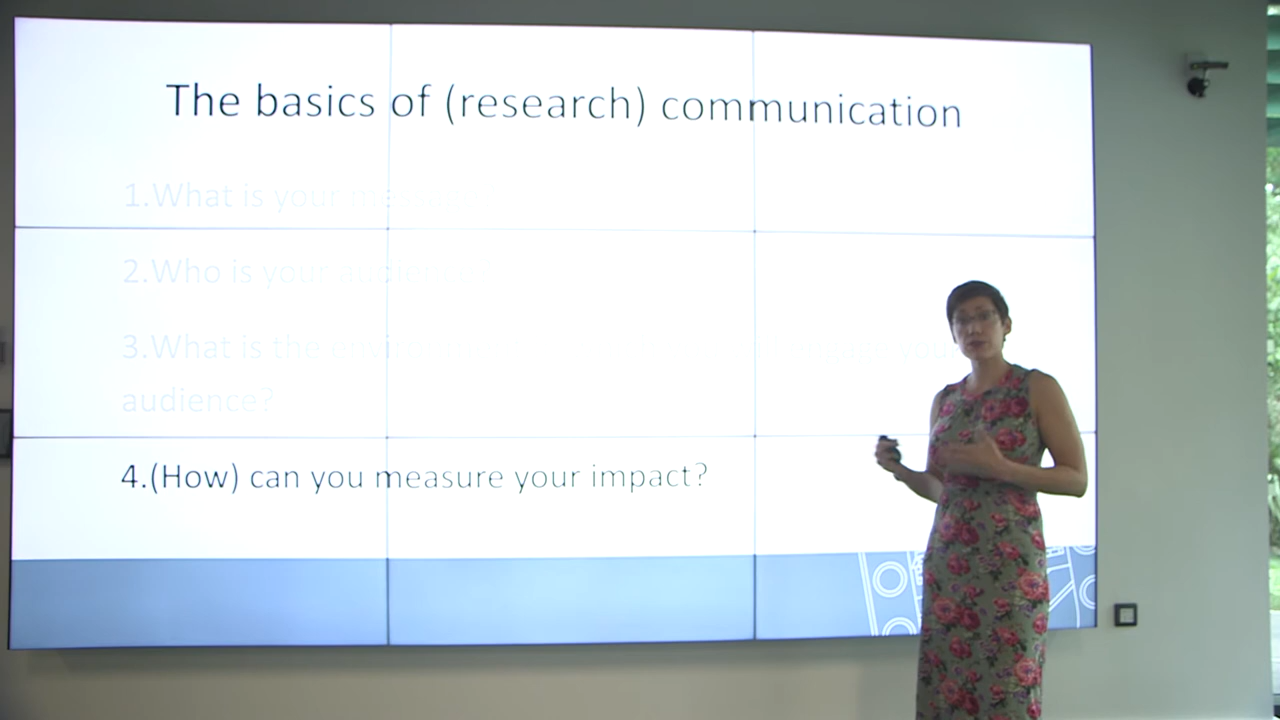 The basics of (research) communication
1.What is your message
2.Who is your audience
3.What is the your
audience?
4.(How) can you measure your impact?